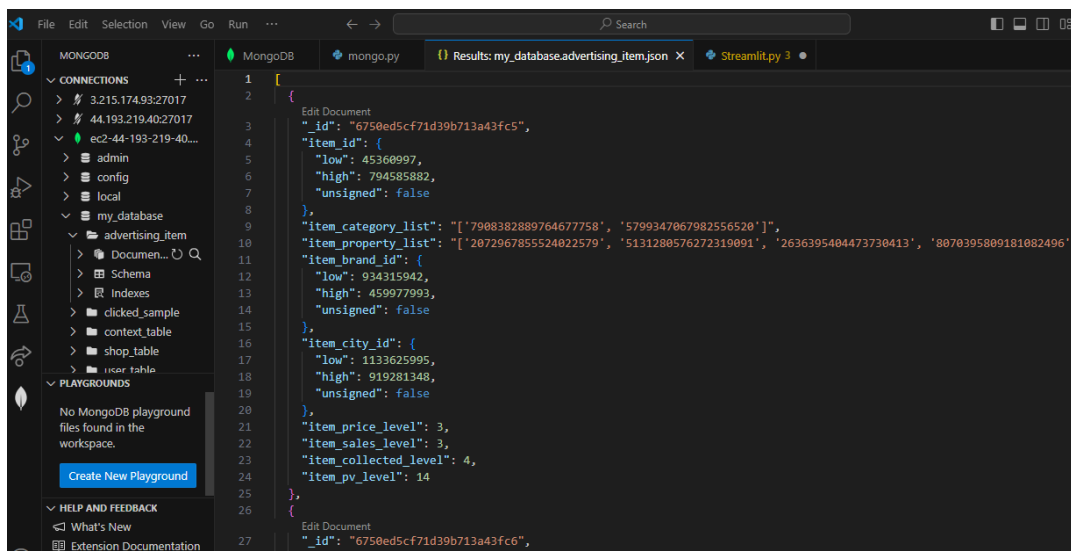 File Edit Selection View Go Run ... Search
MONGODB ...
CONNECTIONS
3.215.174.93:27017
44.193.219.40:27017
ec2-44-193-219-40....
admin
config
local
my_database
advertising_item
Documen...
Schema
Indexes
clicked_sample
context_table
shop_table
user_table
PLAYGROUNDS
No MongoDB playground
files found in the
workspace.
Create New Playground
HELP AND FEEDBACK
What's New
Extension Documentation
1
MongoDB mongo.py {} Results: my_database.advertising_item.json Streamlit.py 3
1 [
2 {
Edit Document
3 "_id": "6750ed5cf71d39b713a43fc5",
4 "item_id": {
5 "low": 45360997,
6 "high": 794585882,
7 "unsigned": false
8 },
9 "item_category_list": "['7908382889764677758', '5799347067982556520']",
10 "item_property_list": "['2072967855524022579', '5131280576272319091', '2636395404473730413', '8070395809181082496'
11 "item_brand_id": {
12 "low": 934315942,
13 "high": 459977993,
14 "unsigned": false
15 },
16 "item_city_id": {
17 "low": 1133625995,
18 "high": 919281348,
19 "unsigned": false
20 },
21 "item_price_level": 3,
22 "item_sales_level": 3,
23 "item_collected_level": 4,
24 "item_pv_level": 14
25 },
26 {
Edit Document
27 "_id": "6750ed5cf71d39b713a43fc6",